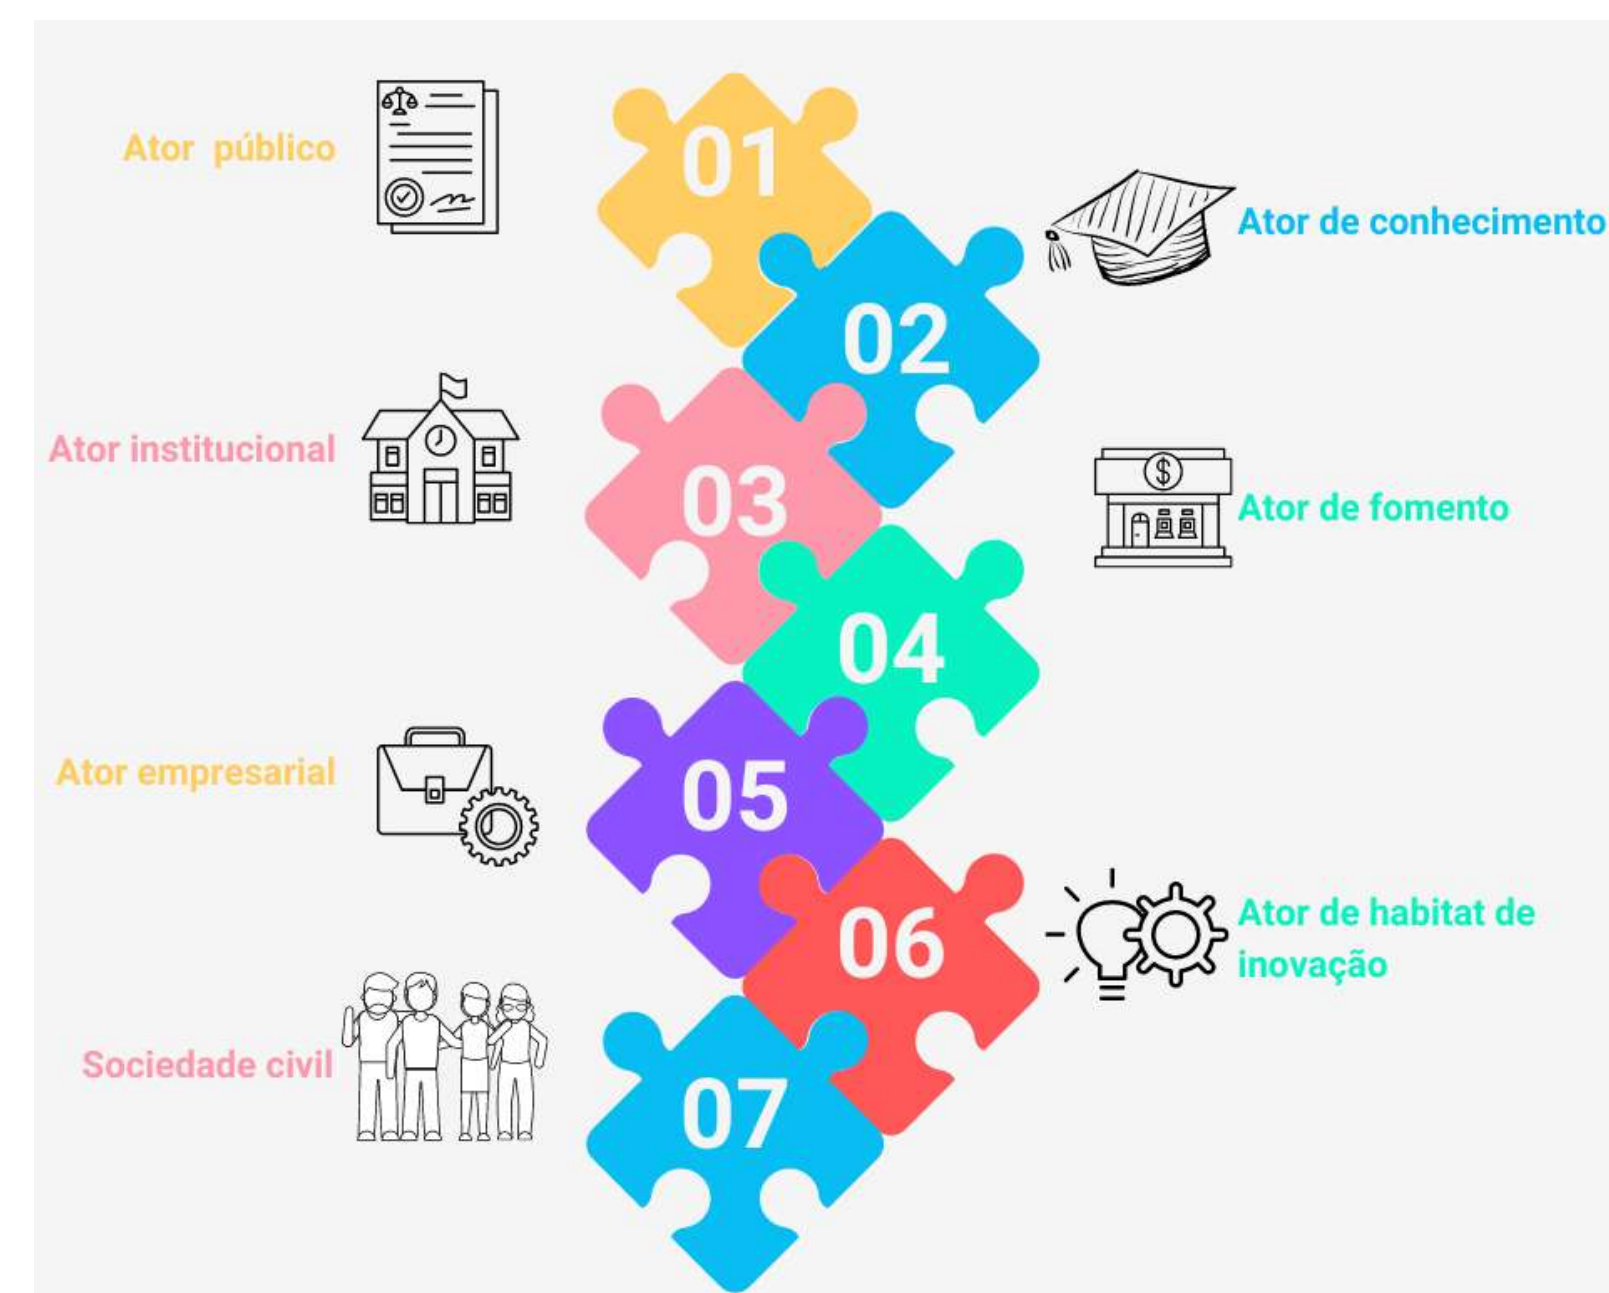 Ator público
01
Ator de conhecimento
02
Ator institucional
03
Ator de fomento
04
Ator empresarial
05
Ator de habitat de
inovação
06
Sociedade civil
07